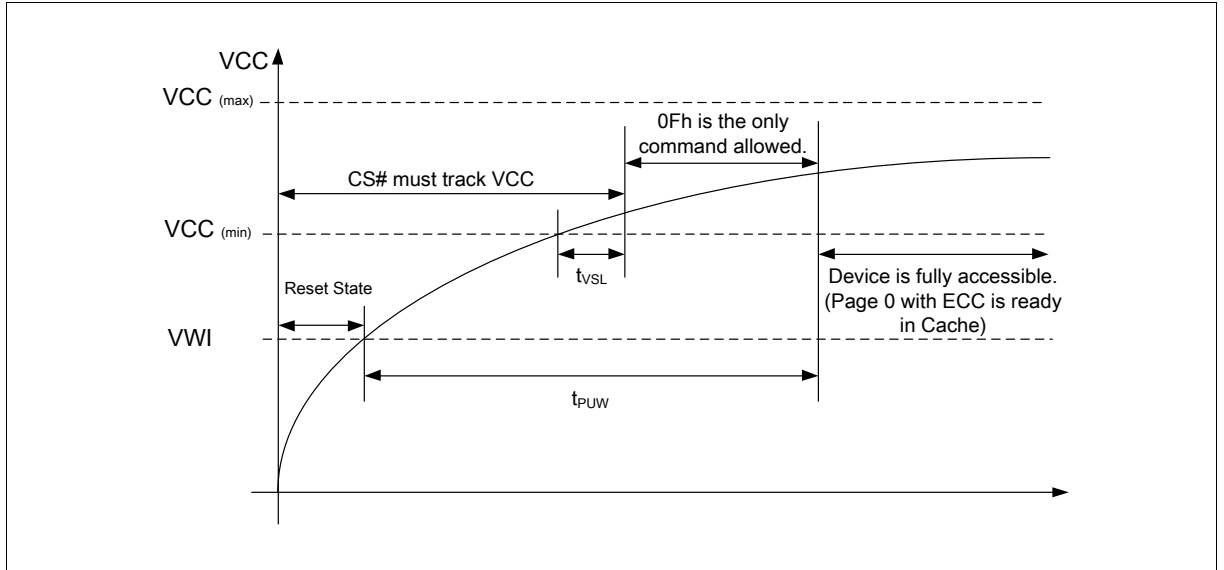 VCC
VCC (max)
0Fh is the only
command allowed.
CS# must track VCC
VCC (min)
tVSL
Device is fully accessible.
(Page 0 with ECC is ready
in Cache)
Reset State
VWI
tPUW